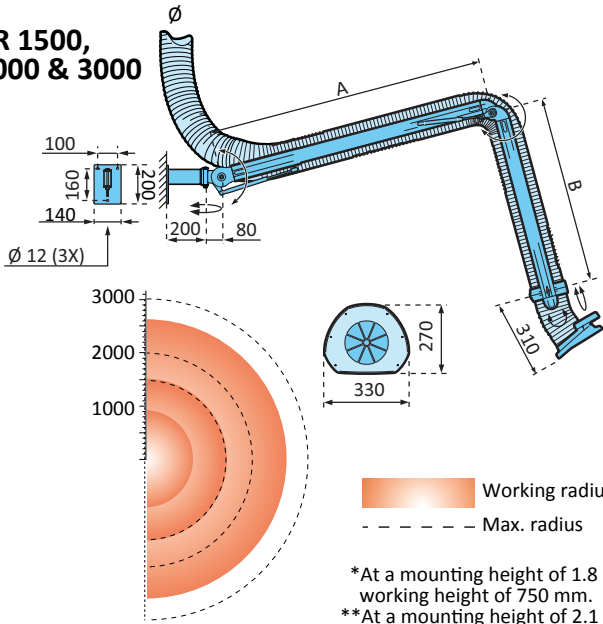 R 1500,
000 & 3000
Ø
A
B
100
160
200
140
Ø 12 (3X)
200
80
310
270
330
3000
2000
1000
Working radiu
Max. radius
*At a mounting height of 1.8
working height of 750 mm.
**At a mounting height of 2.1